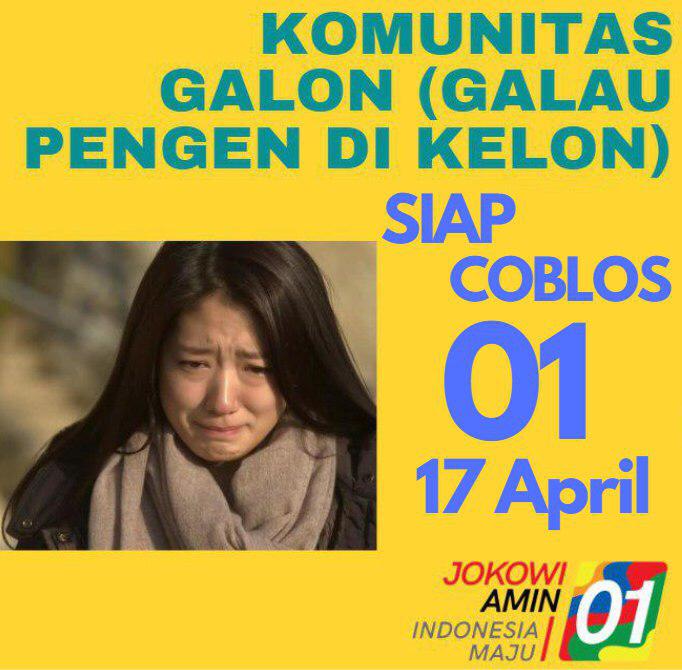 KOMUNITAS
GALON (GALAU
PENGEN DI KELON)
SIAP
COBLOS
01
17 April
JOKOWI
AMIN
INDONESIA
MAJU
01